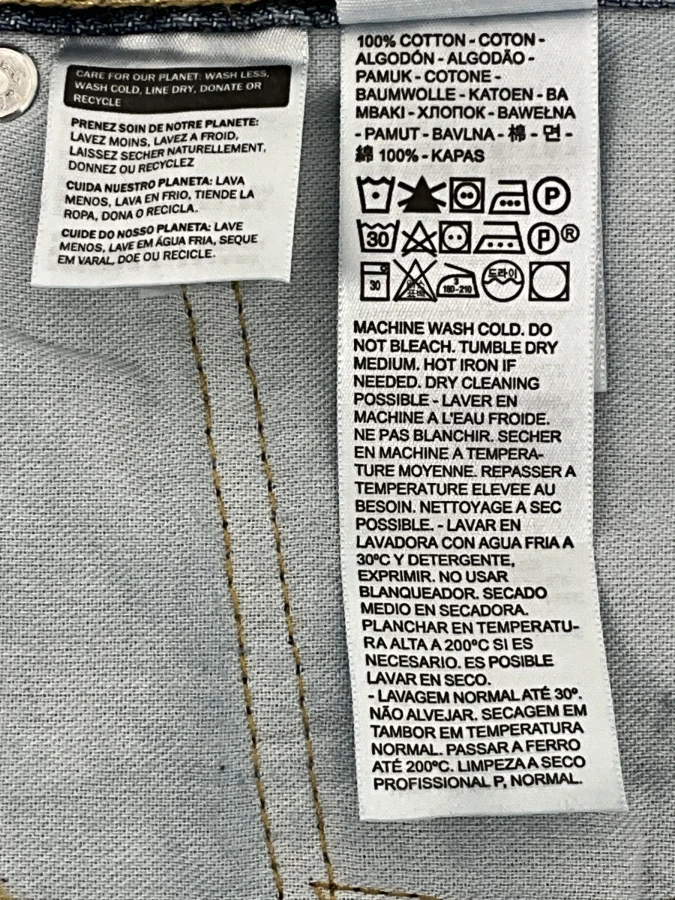 CARE FOR OUR PLANET: WASH LESS,
WASH COLD, LINE DRY, DONATE OR
RECYCLE
PRENEZ SOIN DE NOTRE PLANETE:
LAVEZ MOINS, LAVEZ A FROID,
LAISSEZ SECHER NATURELLEMENT,
DONNEZ OU RECYCLEZ
CUIDA NUESTRO PLANETA: LAVA
MENOS, LAVA EN FRIO, TIENDE LA
ROPA, DONA O RECICLA.
CUIDE DO NOSSO PLANETA: LAVE
MENOS, LAVE EM ÁGUA FRIA, SEQUE
EM VARAL, DOE OU RECICLE.
100% COTTON - COTON -
ALGODÓN - ALGODÃO -
PAMUK - COTONE -
BAUMWOLLE - KATOEN - BA
MBAKI - ХЛОПОК - BAWEŁNA
- PAMUT - BAVLNA - 棉 - 면 -
綿 100% - KAPAS
P
30 P®
30 180-210 드라이
MACHINE WASH COLD. DO
NOT BLEACH. TUMBLE DRY
MEDIUM. HOT IRON IF
NEEDED. DRY CLEANING
POSSIBLE - LAVER EN
MACHINE A L'EAU FROIDE.
NE PAS BLANCHIR. SECHER
EN MACHINE A TEMPERA-
TURE MOYENNE. REPASSER A
TEMPERATURE ELEVEE AU
BESOIN. NETTOYAGE A SEC
POSSIBLE. - LAVAR EN
LAVADORA CON AGUA FRIA A
30ºC Y DETERGENTE,
EXPRIMIR. NO USAR
BLANQUEADOR. SECADO
MEDIO EN SECADORA.
PLANCHAR EN TEMPERATU-
RA ALTA A 200ºC SI ES
NECESARIO. ES POSIBLE
LAVAR EN SECO.
- LAVAGEM NORMAL ATÉ 30º.
NÃO ALVEJAR. SECAGEM EM
TAMBOR EM TEMPERATURA
NORMAL. PASSAR A FERRO
ATÉ 200ºC. LIMPEZA A SECO
PROFISSIONAL P, NORMAL.